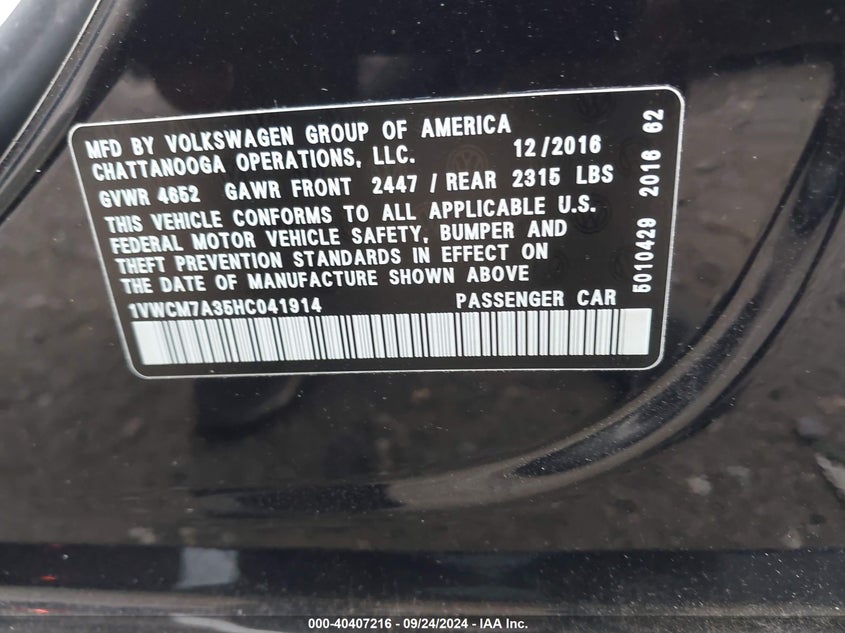 MFD BY VOLKSWAGEN GROUP OF AMERICA
CHATTANOOGA OPERATIONS, LLC. 12/2016
GVWR 4652 GAWR FRONT 2447 / REAR 2315 LBS
THIS VEHICLE CONFORMS TO ALL APPLICABLE U.S.
FEDERAL MOTOR VEHICLE SAFETY, BUMPER AND
THEFT PREVENTION STANDARDS IN EFFECT ON
THE DATE OF MANUFACTURE SHOWN ABOVE
1VWCM7A35HC041914 PASSENGER CAR
5010429 2016 62
000-40407216 - 09/24/2024 - IAA Inc.